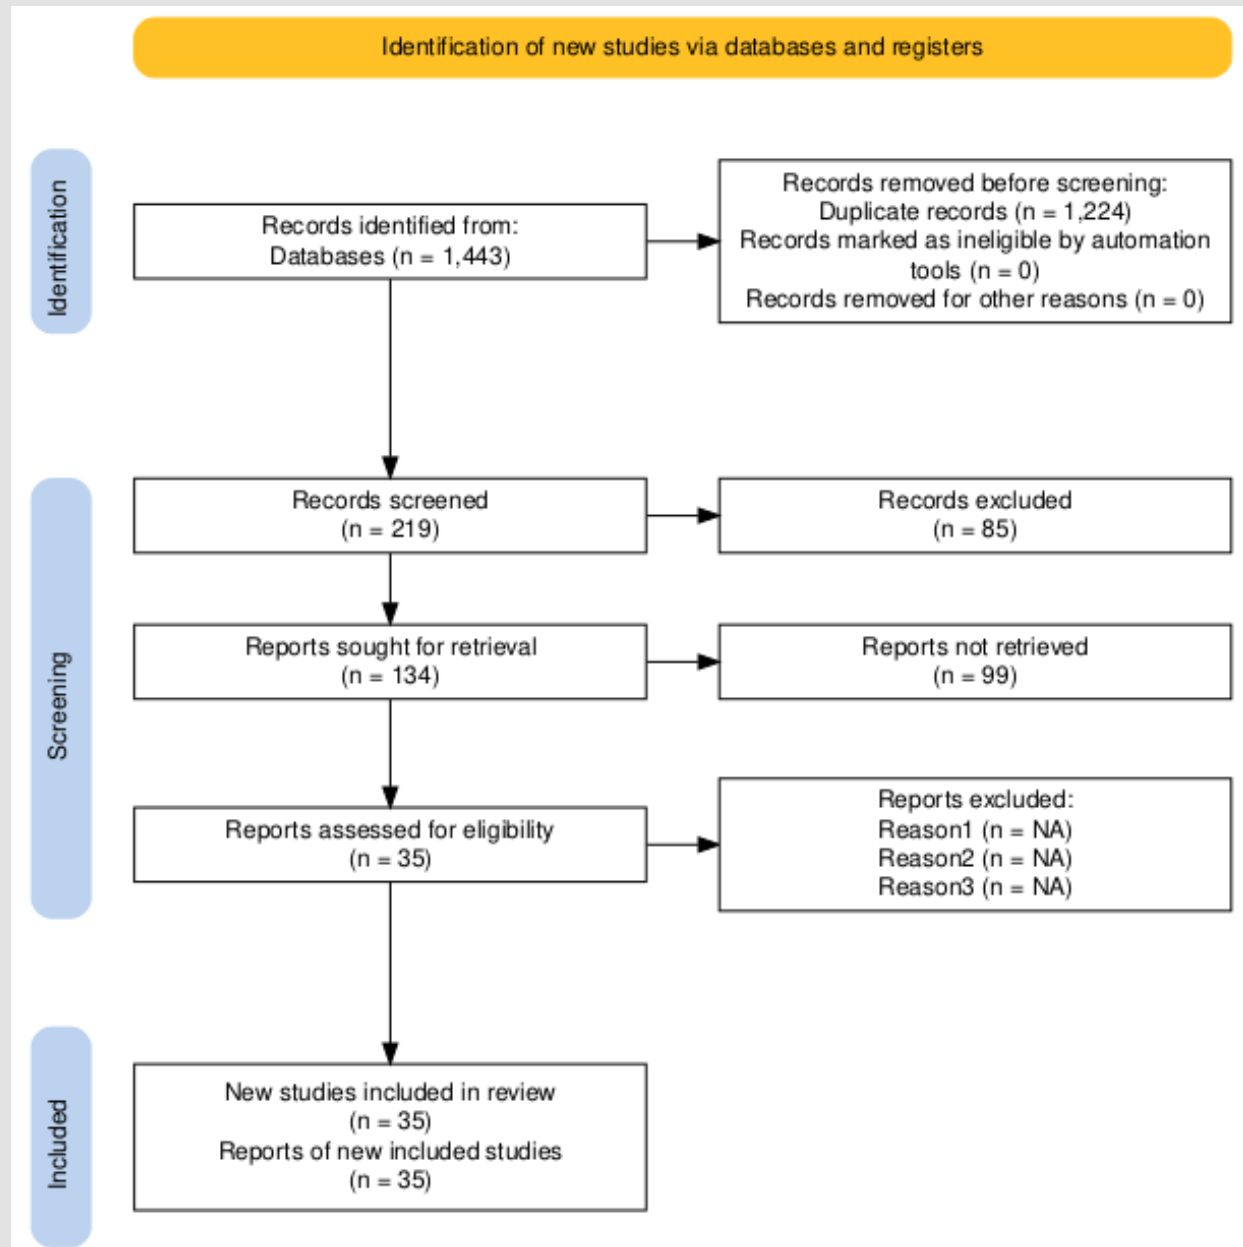 Identification of new studies via databases and registers
Identification
Records identified from:
Databases (n = 1,443)
Records removed before screening:
Duplicate records (n = 1,224)
Records marked as ineligible by automation
tools (n = 0)
Records removed for other reasons (n = 0)
Screening
Records screened
(n = 219)
Records excluded
(n = 85)
Reports sought for retrieval
(n = 134)
Reports not retrieved
(n = 99)
Reports assessed for eligibility
(n = 35)
Reports excluded:
Reason1 (n = NA)
Reason2 (n = NA)
Reason3 (n = NA)
Included
New studies included in review
(n = 35)
Reports of new included studies
(n = 35)